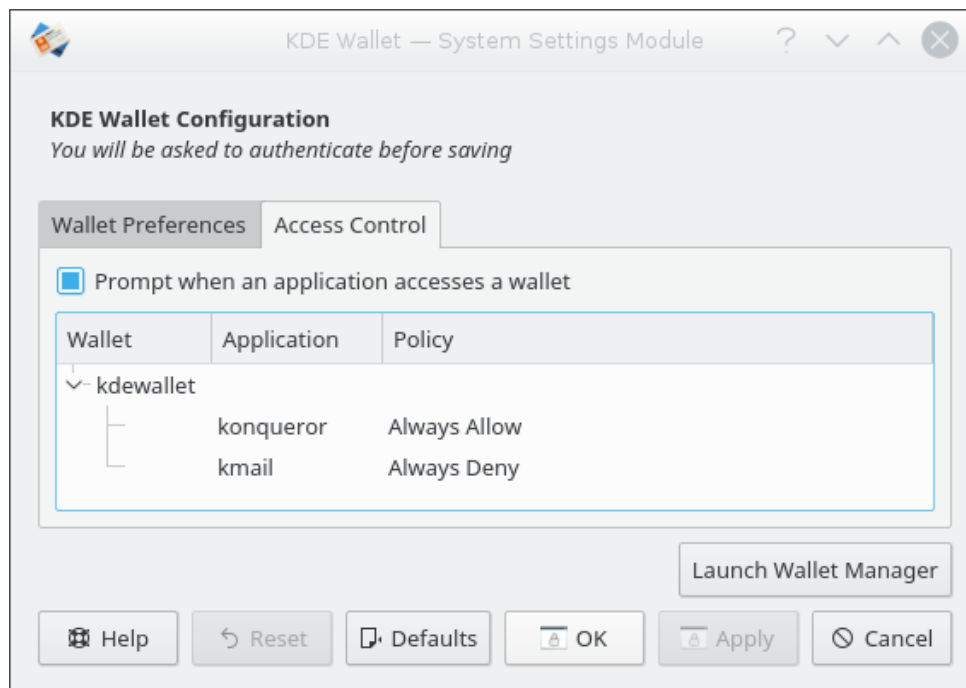 KDE Wallet — System Settings Module
KDE Wallet Configuration
You will be asked to authenticate before saving
Wallet Preferences Access Control
Prompt when an application accesses a wallet
Wallet Application Policy
kdewallet
konqueror Always Allow
kmail Always Deny
Launch Wallet Manager
Help Reset Defaults OK Apply Cancel